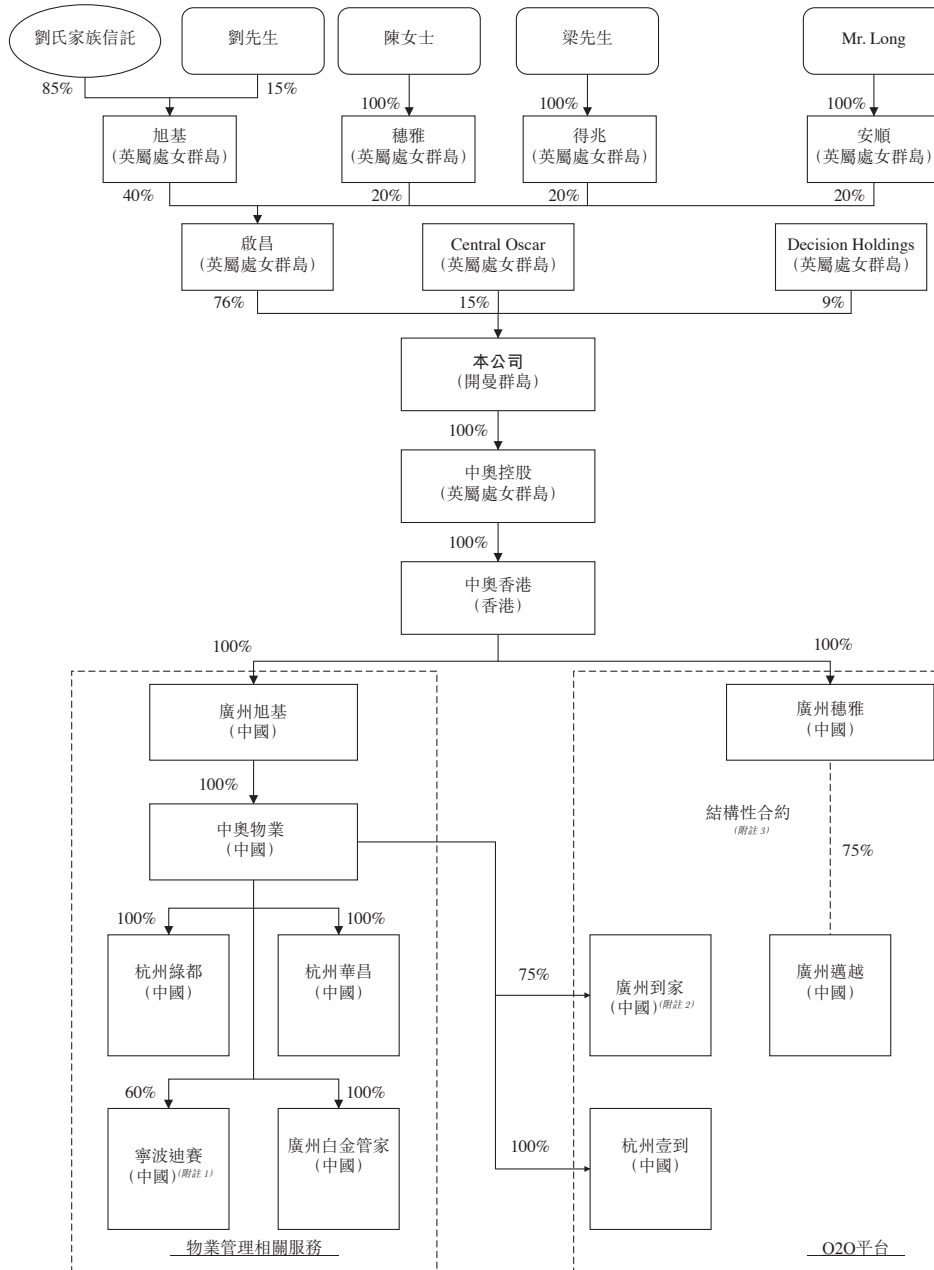 劉氏家族信託
劉先生
陳女士
梁先生
Mr. Long
85%
15%
100%
100%
100%
旭基
(英屬處女群島)
穗雅
(英屬處女群島)
得兆
(英屬處女群島)
安順
(英屬處女群島)
40%
20%
20%
20%
啟昌
(英屬處女群島)
Central Oscar
(英屬處女群島)
Decision Holdings
(英屬處女群島)
76%
15%
9%
本公司
(開曼群島)
100%
中奧控股
(英屬處女群島)
100%
中奧香港
(香港)
100%
100%
廣州旭基
(中國)
廣州穗雅
(中國)
100%
中奧物業
(中國)
結構性合約
(附註 3)
75%
100%
100%
杭州綠都
(中國)
杭州華昌
(中國)
75%
廣州到家
(中國)(附註 2)
廣州邁越
(中國)
60%
100%
寧波迪賽
(中國)(附註 1)
廣州白金管家
(中國)
100%
杭州壹到
(中國)
物業管理相關服務
O2O平台